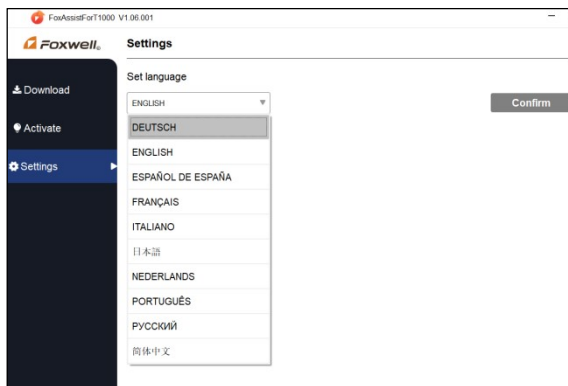 FoxAssistForT1000 V1.06.001
FOXWELL®
Settings
Set language
Download
ENGLISH
Confirm
Activate
DEUTSCH
ENGLISH
Settings
ESPAÑOL DE ESPAÑA
FRANÇAIS
ITALIANO
日本語
NEDERLANDS
PORTUGUÊS
РУССКИЙ
简体中文